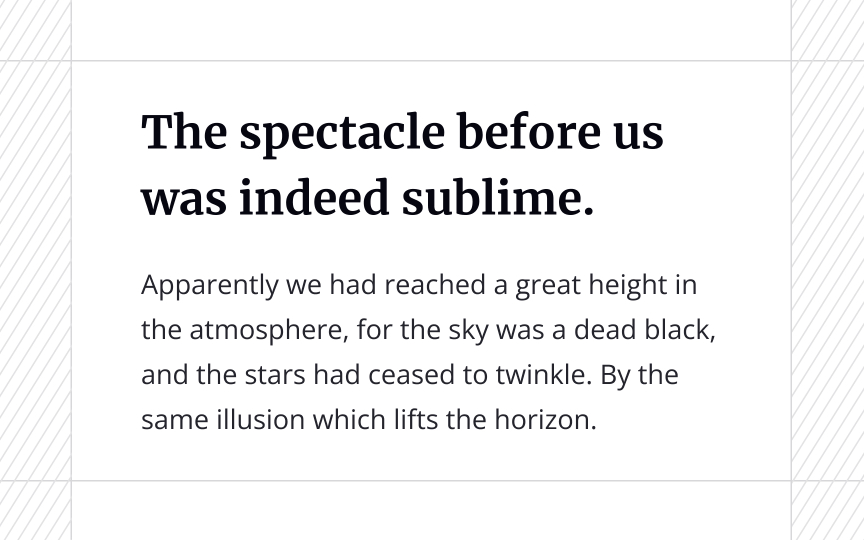 The spectacle before us
was indeed sublime.
Apparently we had reached a great height in
the atmosphere, for the sky was a dead black,
and the stars had ceased to twinkle. By the
same illusion which lifts the horizon.